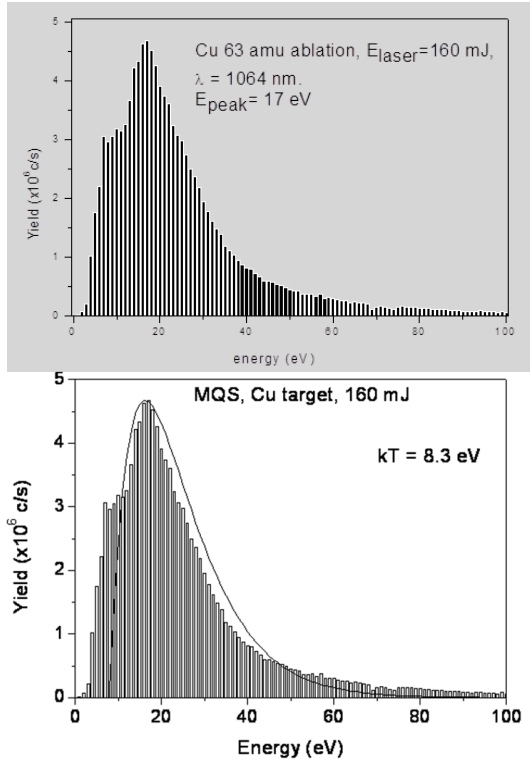 Cu 63 amu ablation, E_laser=160 mJ,
λ = 1064 nm.
E_peak= 17 eV
Yield (x10^6 c/s)
5
4
3
2
1
0
0 20 40 60 80 100
energy (eV)
MQS, Cu target, 160 mJ
kT = 8.3 eV
Yield (x10^6 c/s)
5
4
3
2
1
0
0 20 40 60 80 100
Energy (eV)